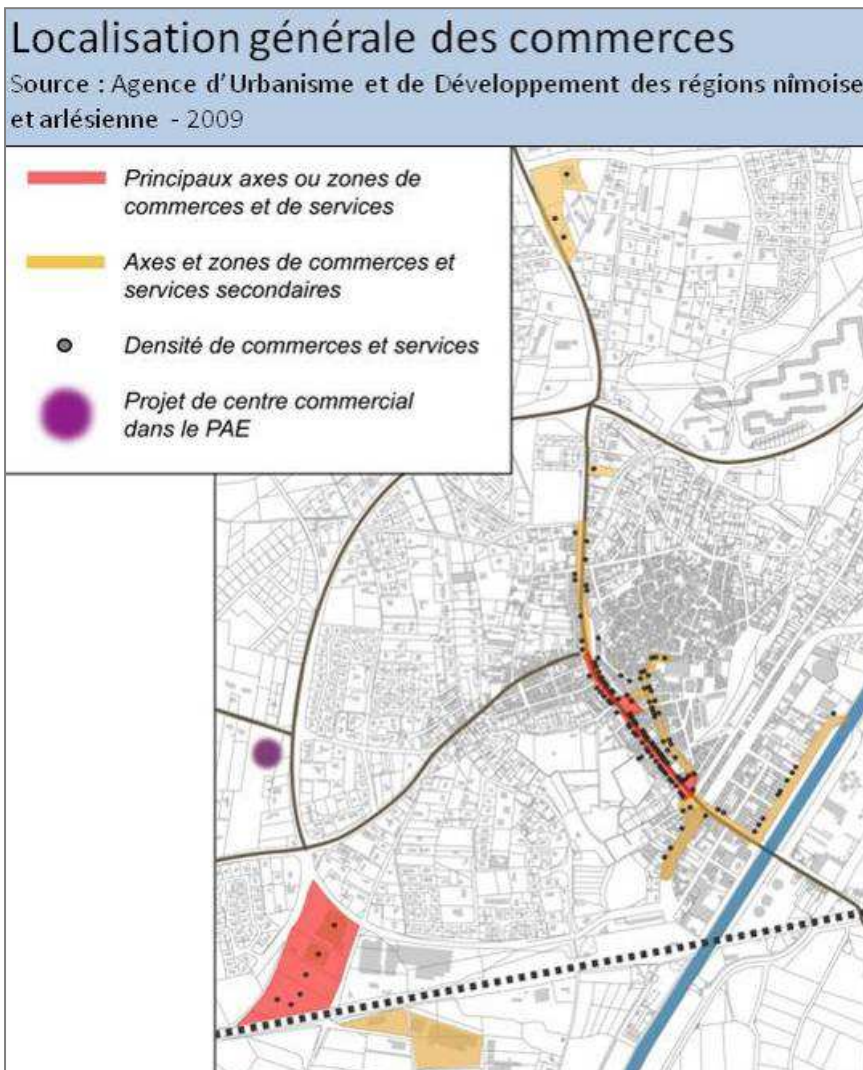 Localisation générale des commerces
Source : Agence d'Urbanisme et de Développement des régions nîmoise
et arlésienne - 2009
Principaux axes ou zones de
commerces et de services
Axes et zones de commerces et
services secondaires
Densité de commerces et services
Projet de centre commercial
dans le PAE